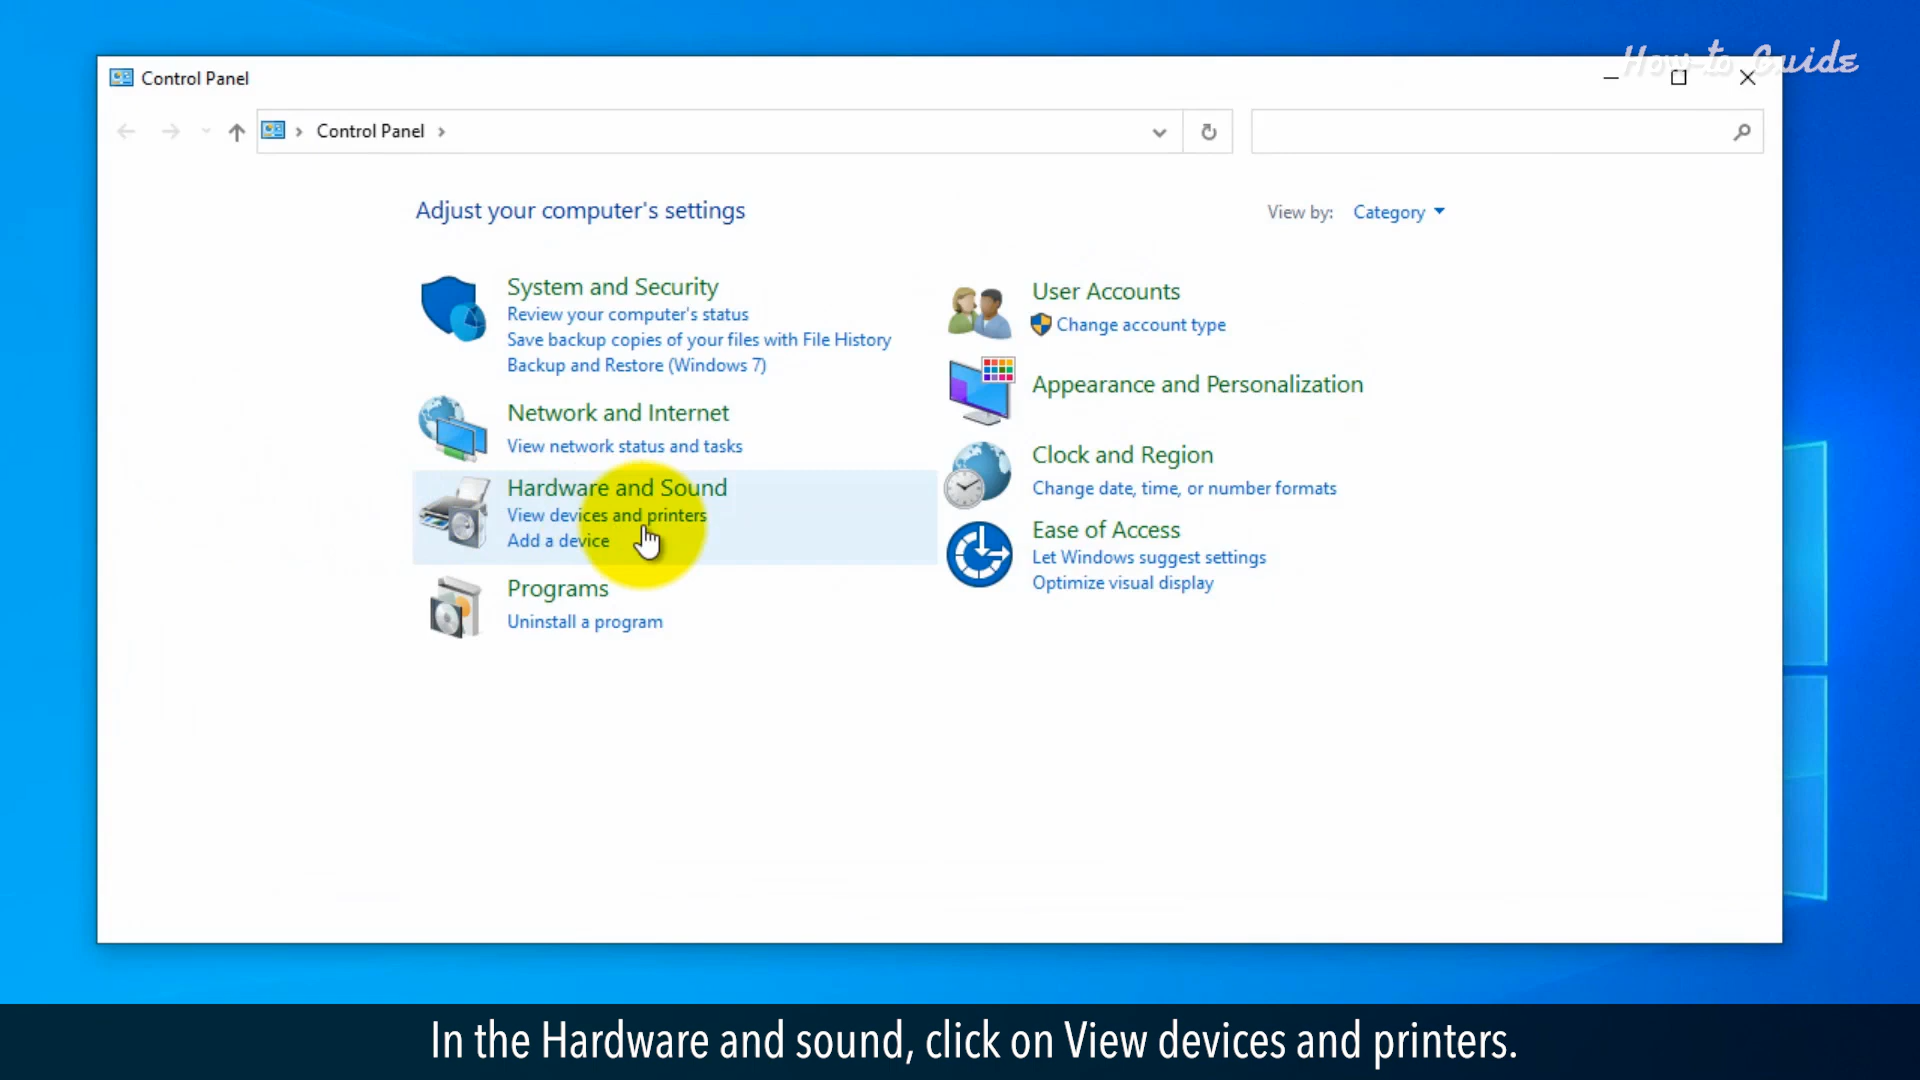 How-to Guide
Control Panel
Control Panel
Adjust your computer's settings
View by: Category
System and Security
Review your computer's status
Save backup copies of your files with File History
Backup and Restore (Windows 7)
Network and Internet
View network status and tasks
Hardware and Sound
View devices and printers
Add a device
Programs
Uninstall a program
User Accounts
Change account type
Appearance and Personalization
Clock and Region
Change date, time, or number formats
Ease of Access
Let Windows suggest settings
Optimize visual display
In the Hardware and sound, click on View devices and printers.